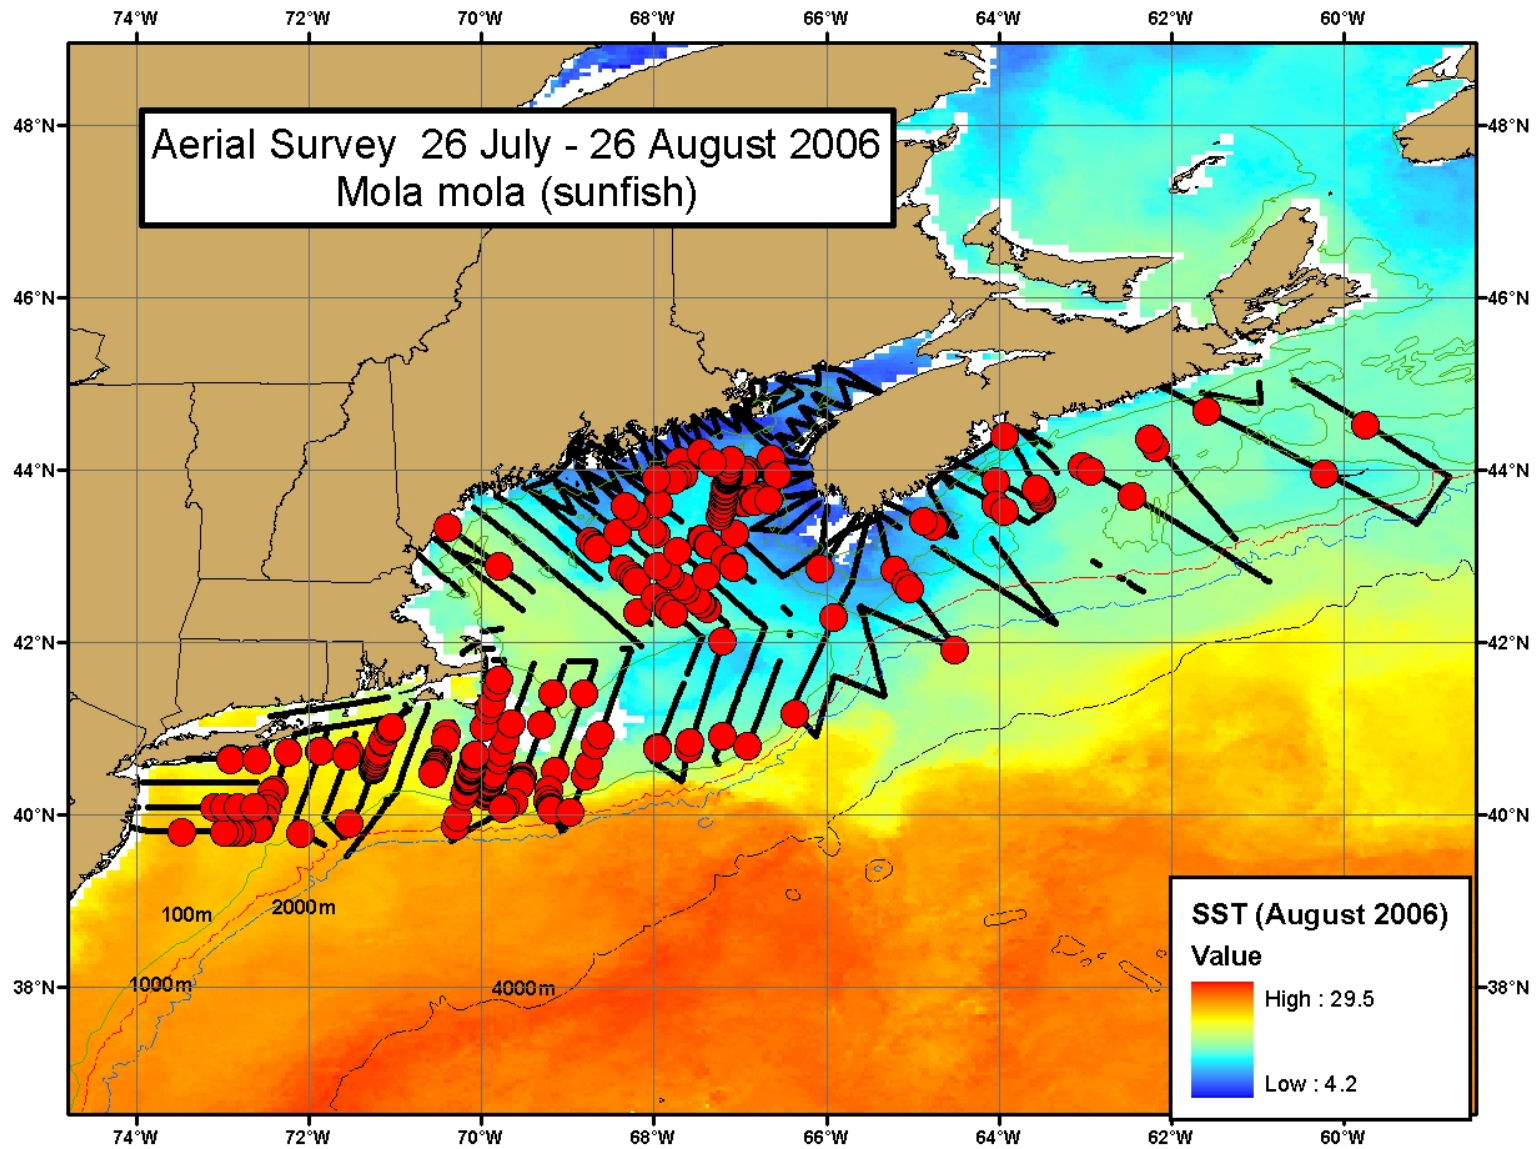 74°W 72°W 70°W 68°W 66°W 64°W 62°W 60°W
Aerial Survey 26 July - 26 August 2006
Mola mola (sunfish)
48°N 48°N
46°N 46°N
44°N 44°N
42°N 42°N
40°N 40°N
100m 2000m
1000m 4000m
38°N 38°N
SST (August 2006)
Value
High : 29.5
Low : 4.2
74°W 72°W 70°W 68°W 66°W 64°W 62°W 60°W